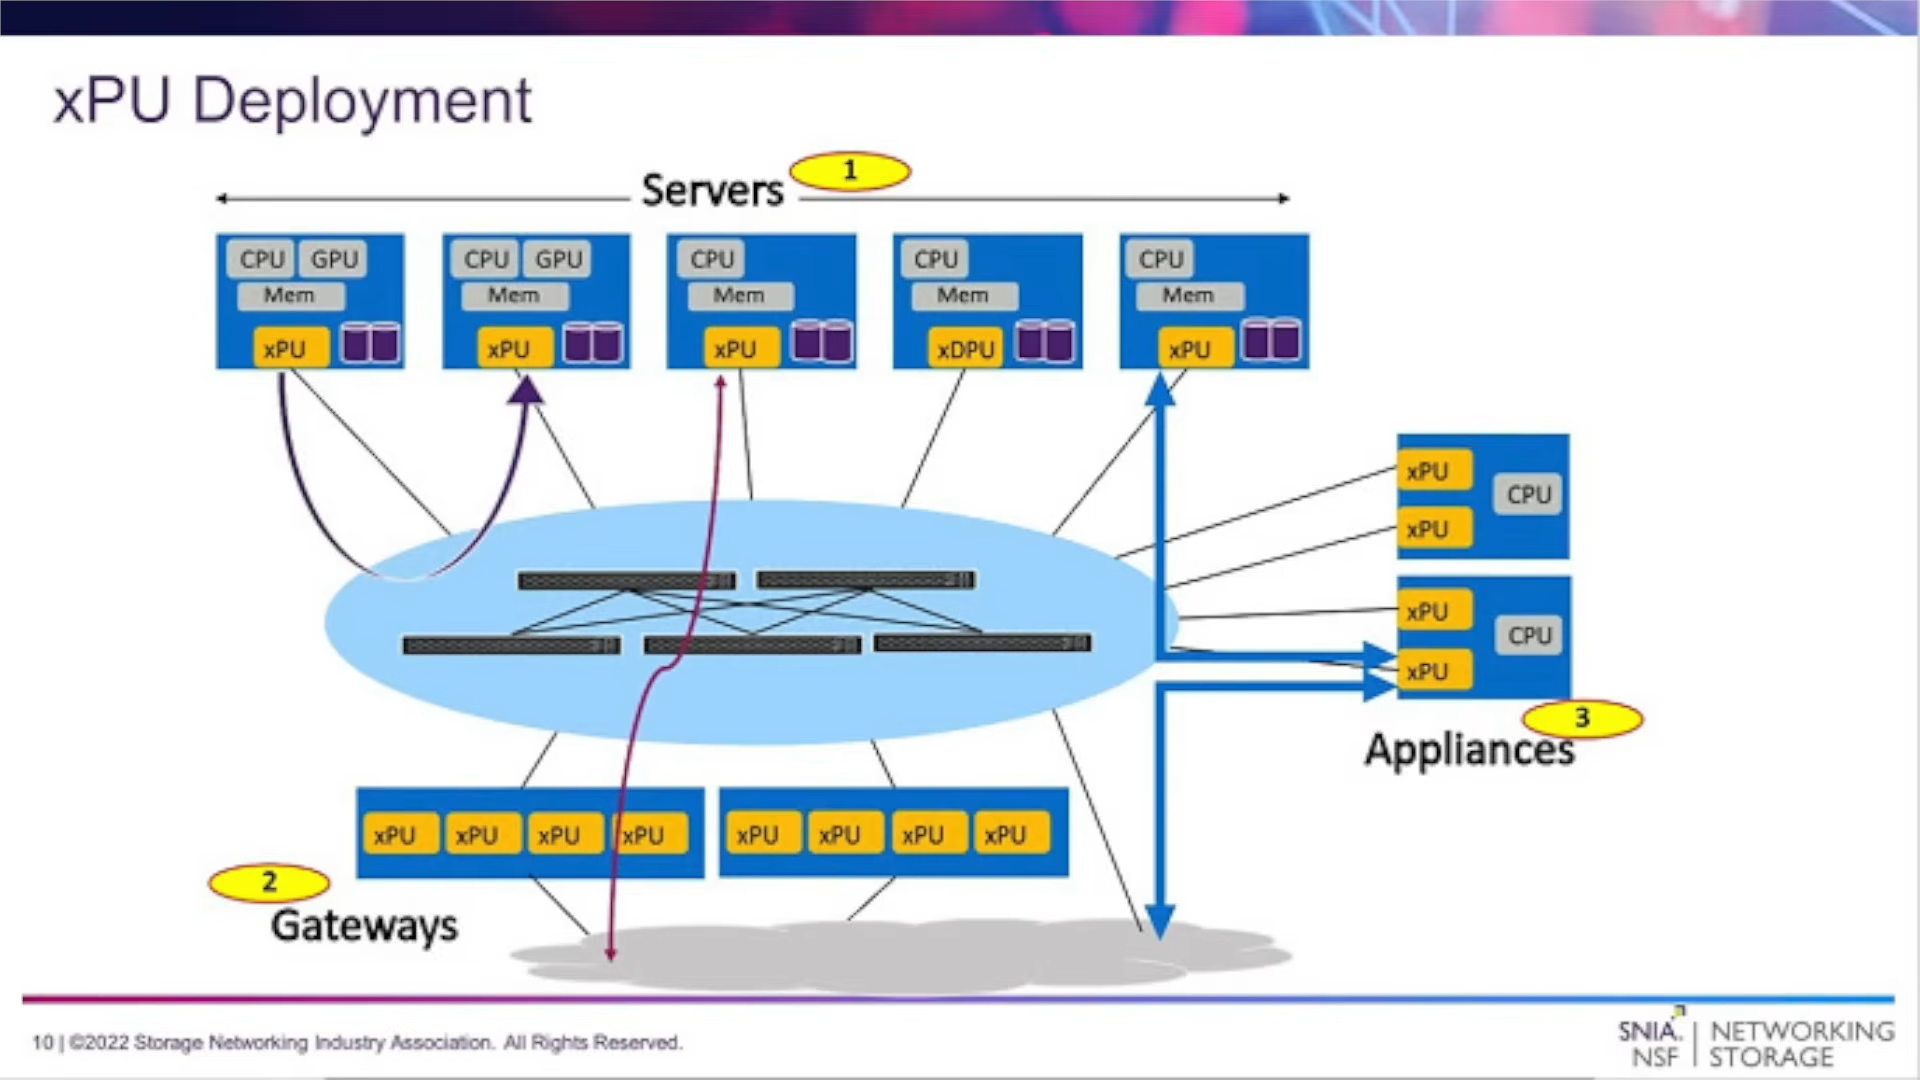 xPU Deployment
Servers
1
CPU GPU
Mem
xPU
CPU GPU
Mem
xPU
CPU
Mem
xPU
CPU
Mem
xDPU
CPU
Mem
xPU
xPU
CPU
xPU
xPU
CPU
xPU
3
Appliances
xPU xPU xPU xPU
xPU xPU xPU xPU
2
Gateways
10 | ©2022 Storage Networking Industry Association. All Rights Reserved.
SNIA. | NETWORKING
NSF | STORAGE